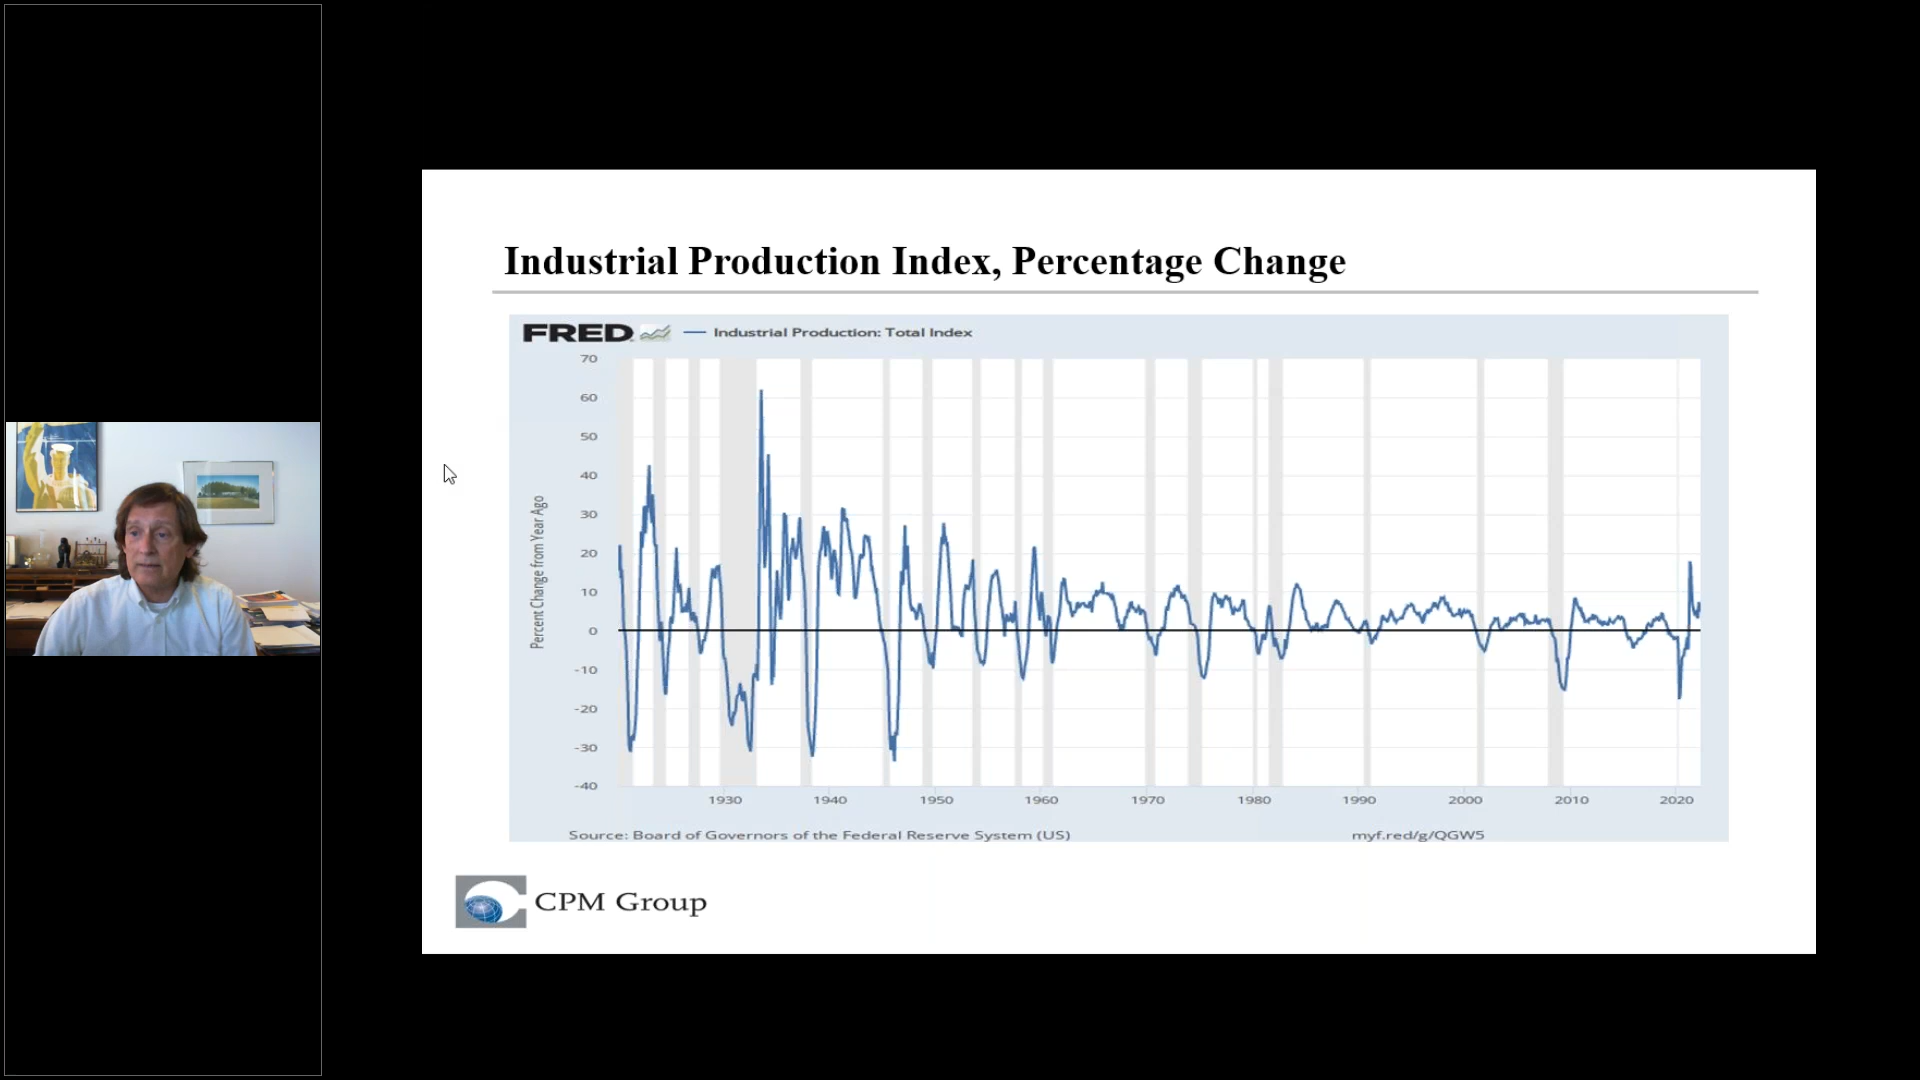 Industrial Production Index, Percentage Change
FRED
Industrial Production: Total Index
70
60
50
40
30
20
10
0
-10
-20
-30
-40
Percent Change from Year Ago
1930 1940 1950 1960 1970 1980 1990 2000 2010 2020
Source: Board of Governors of the Federal Reserve System (US)
myf.red/g/QGW5
CPM Group